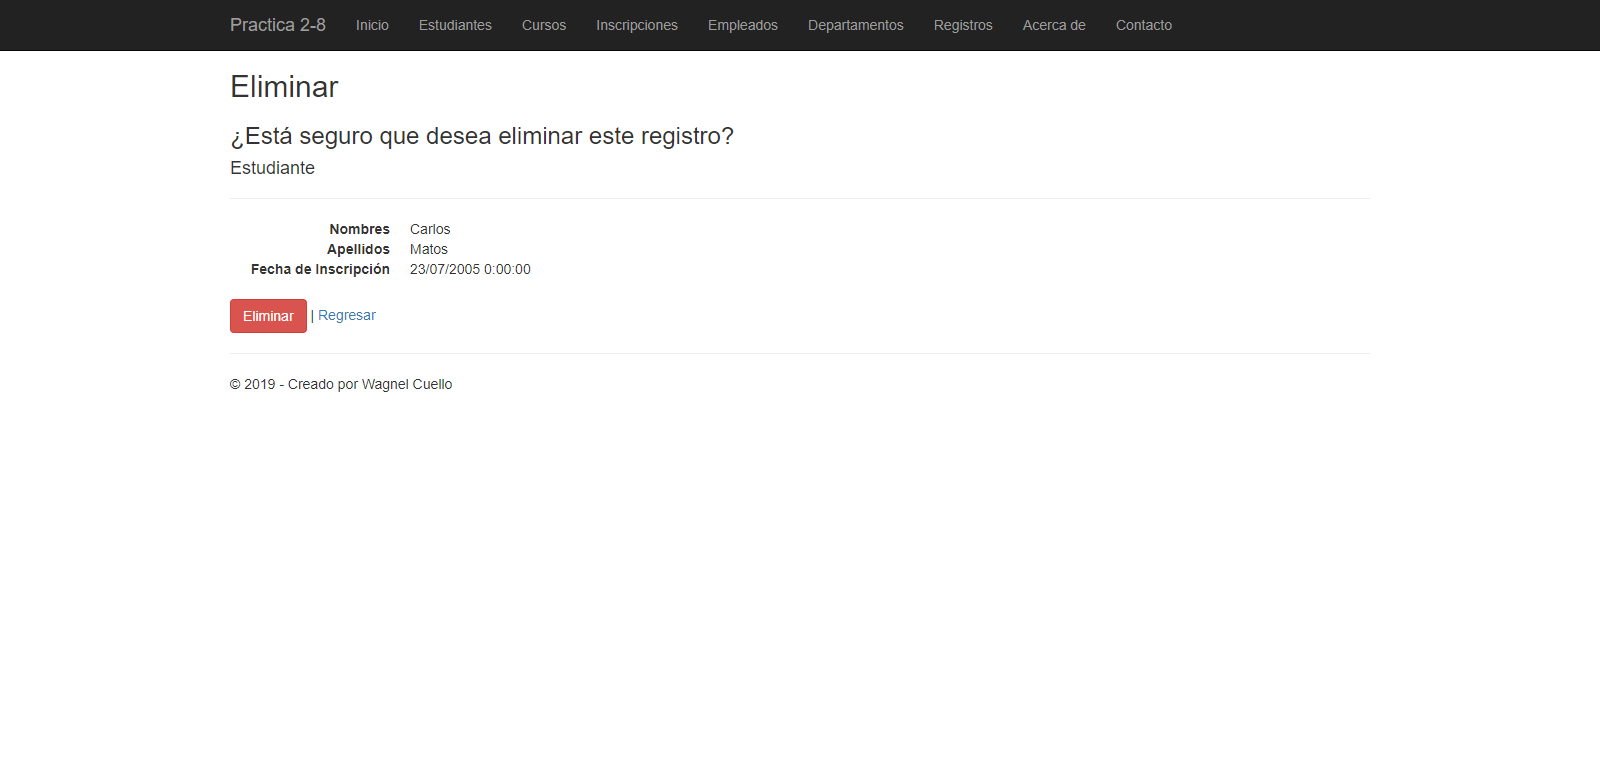 Practica 2-8 Inicio Estudiantes Cursos Inscripciones Empleados Departamentos Registros Acerca de Contacto
Eliminar
¿Está seguro que desea eliminar este registro?
Estudiante
Nombres Carlos
Apellidos Matos
Fecha de Inscripción 23/07/2005 0:00:00
Eliminar | Regresar
© 2019 - Creado por Wagnel Cuello